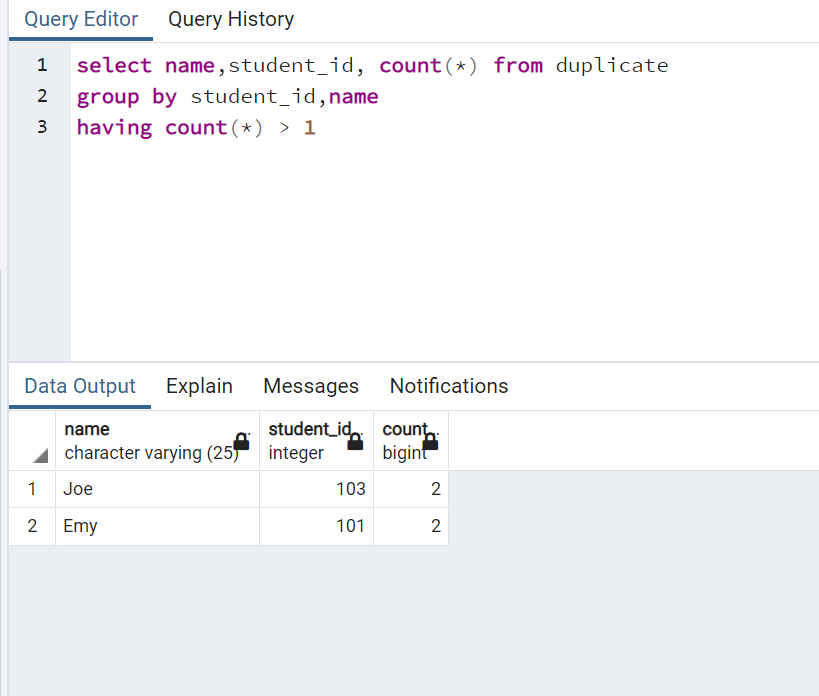 Query Editor Query History
1 select name,student_id, count(*) from duplicate
2 group by student_id,name
3 having count(*) > 1
Data Output Explain Messages Notifications
name student_id count
character varying (25) integer bigint
1 Joe 103 2
2 Emy 101 2